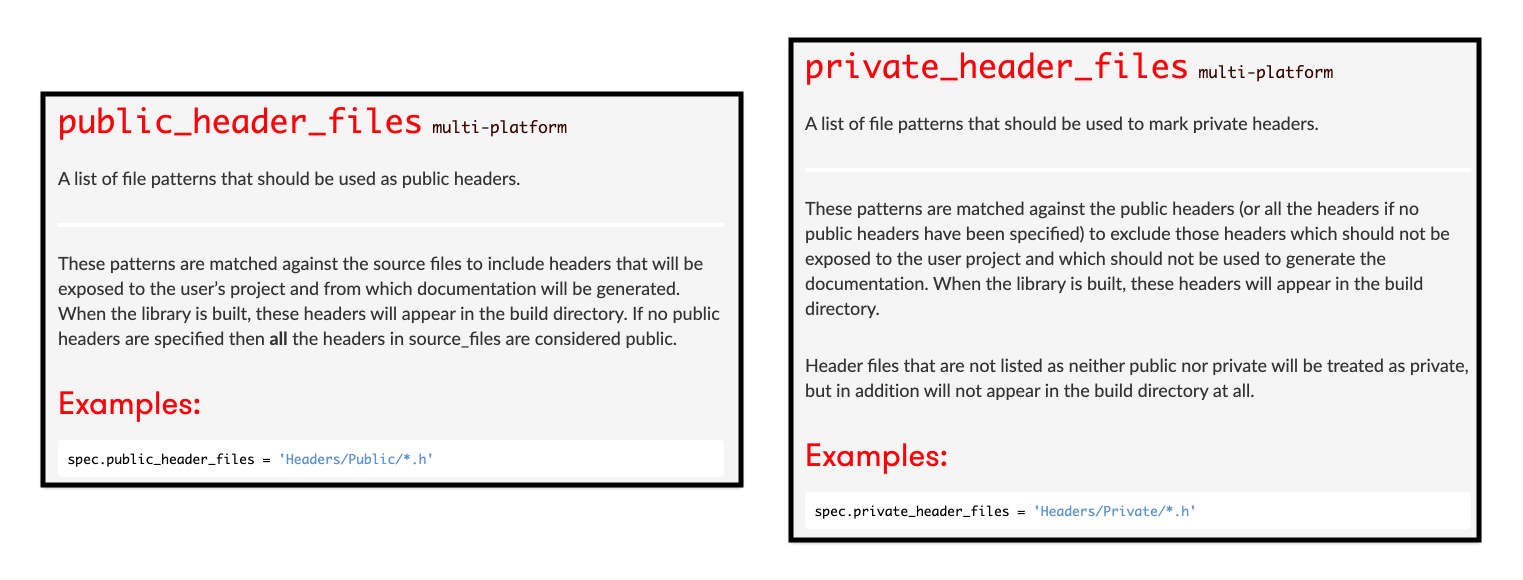 public_header_files multi-platform
A list of file patterns that should be used as public headers.
These patterns are matched against the source files to include headers that will be
exposed to the user’s project and from which documentation will be generated.
When the library is built, these headers will appear in the build directory. If no public
headers are specified then all the headers in source_files are considered public.
Examples:
spec.public_header_files = 'Headers/Public/*.h'
private_header_files multi-platform
A list of file patterns that should be used to mark private headers.
These patterns are matched against the public headers (or all the headers if no
public headers have been specified) to exclude those headers which should not be
exposed to the user project and which should not be used to generate the
documentation. When the library is built, these headers will appear in the build
directory.
Header files that are not listed as neither public nor private will be treated as private,
but in addition will not appear in the build directory at all.
Examples:
spec.private_header_files = 'Headers/Private/*.h'